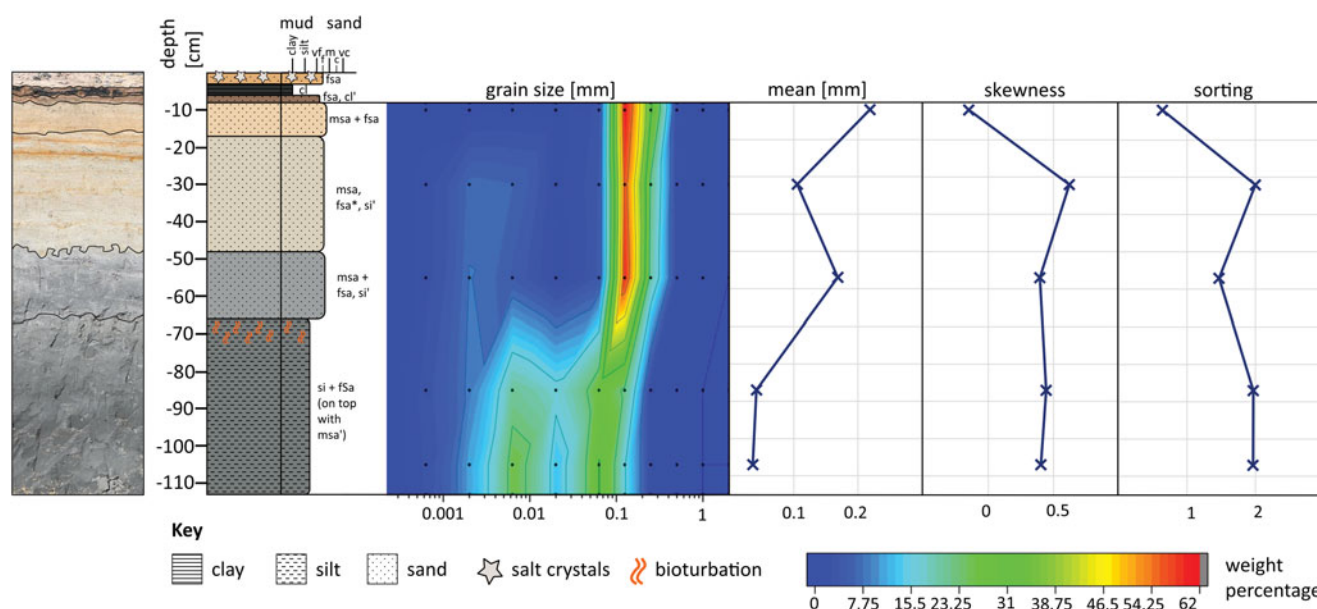 mud sand
depth
[cm]
clay
silt
vf
f
m
c
vc
fsa
cl
fsa, cl'
msa + fsa
msa,
fsa*, si'
msa +
fsa, si'
si + fSa
(on top
with
msa')
-10
-20
-30
-40
-50
-60
-70
-80
-90
-100
-110
grain size [mm]
0.001 0.01 0.1 1
mean [mm]
0.1 0.2
skewness
0 0.5
sorting
1 2
Key
clay silt sand salt crystals bioturbation
0 7.75 15.5 23.25 31 38.75 46.5 54.25 62
weight
percentage